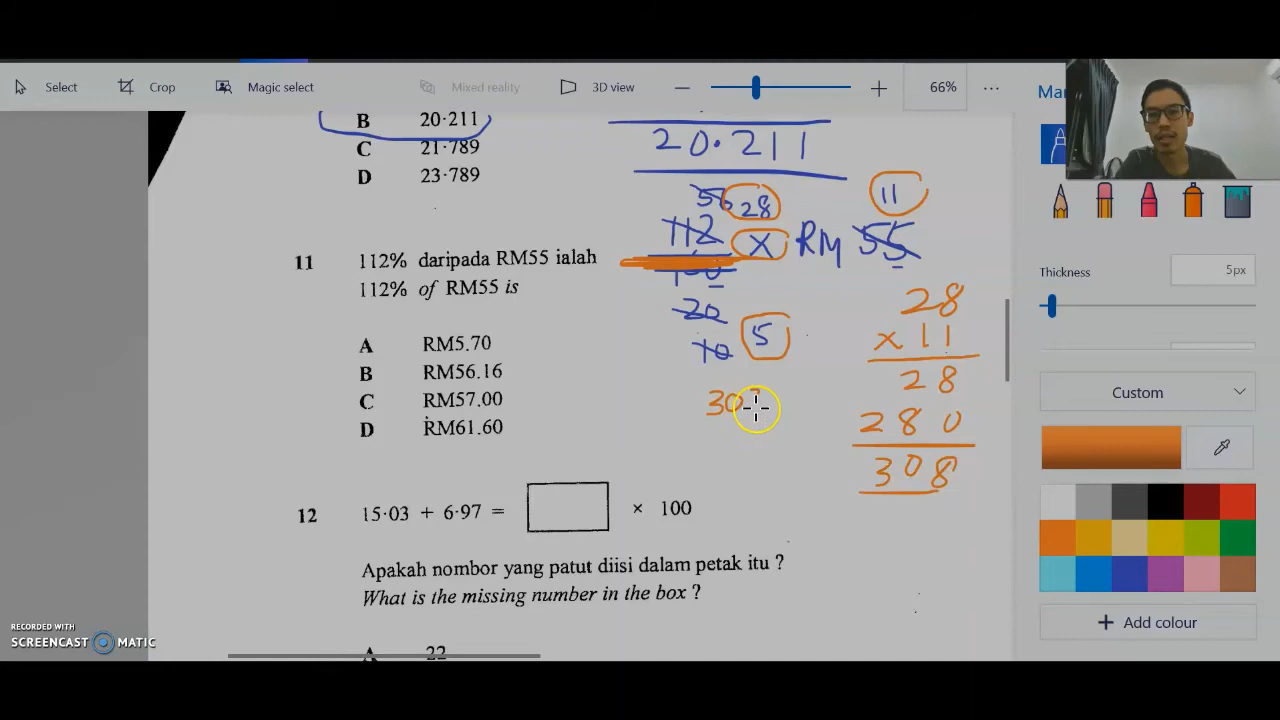 Select
Crop
Magic select
Mixed reality
3D view
66%
B 20·211
C 21·789
D 23·789
20·211
56 28
11
112 X RM 55
100
20
10 5
28
x 11
28
280
308
30
11 112% daripada RM55 ialah
112% of RM55 is
A RM5.70
B RM56.16
C RM57.00
D RM61.60
12 15·03 + 6·97 = × 100
Apakah nombor yang patut diisi dalam petak itu ?
What is the missing number in the box ?
A 22
Thickness
5px
Custom
+ Add colour
RECORDED WITH
SCREENCAST MATIC